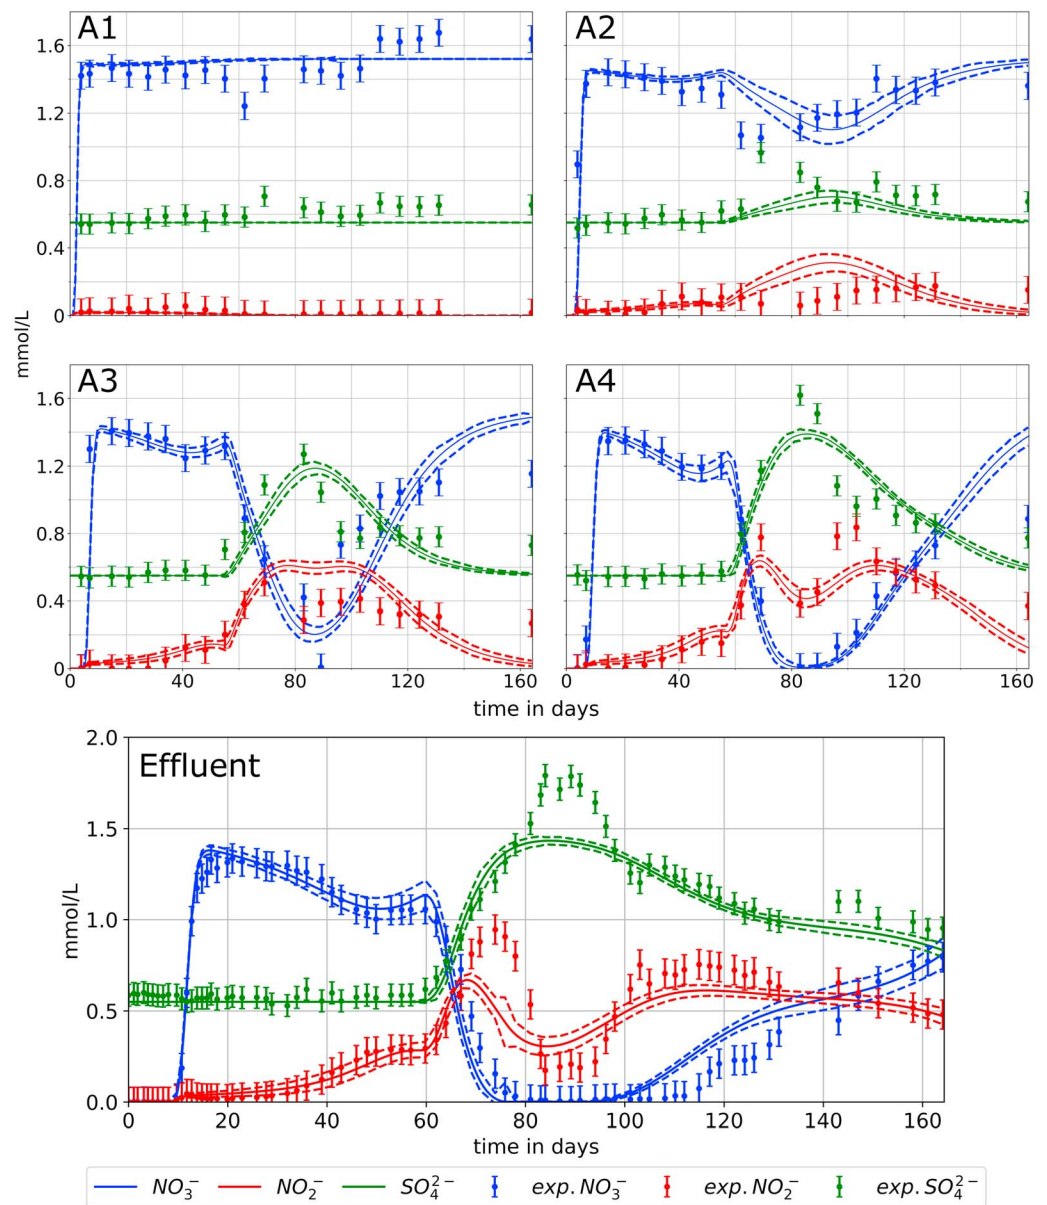 A1
A2
1.6
1.2
0.8
0.4
0
mmol/L
A3
A4
1.6
1.2
0.8
0.4
0
0 40 80 120 160
0 40 80 120 160
time in days
Effluent
2.0
1.5
1.0
0.5
0.0
mmol/L
0 20 40 60 80 100 120 140 160
time in days
NO₃⁻ NO₂⁻ SO₄²⁻ exp. NO₃⁻ exp. NO₂⁻ exp. SO₄²⁻